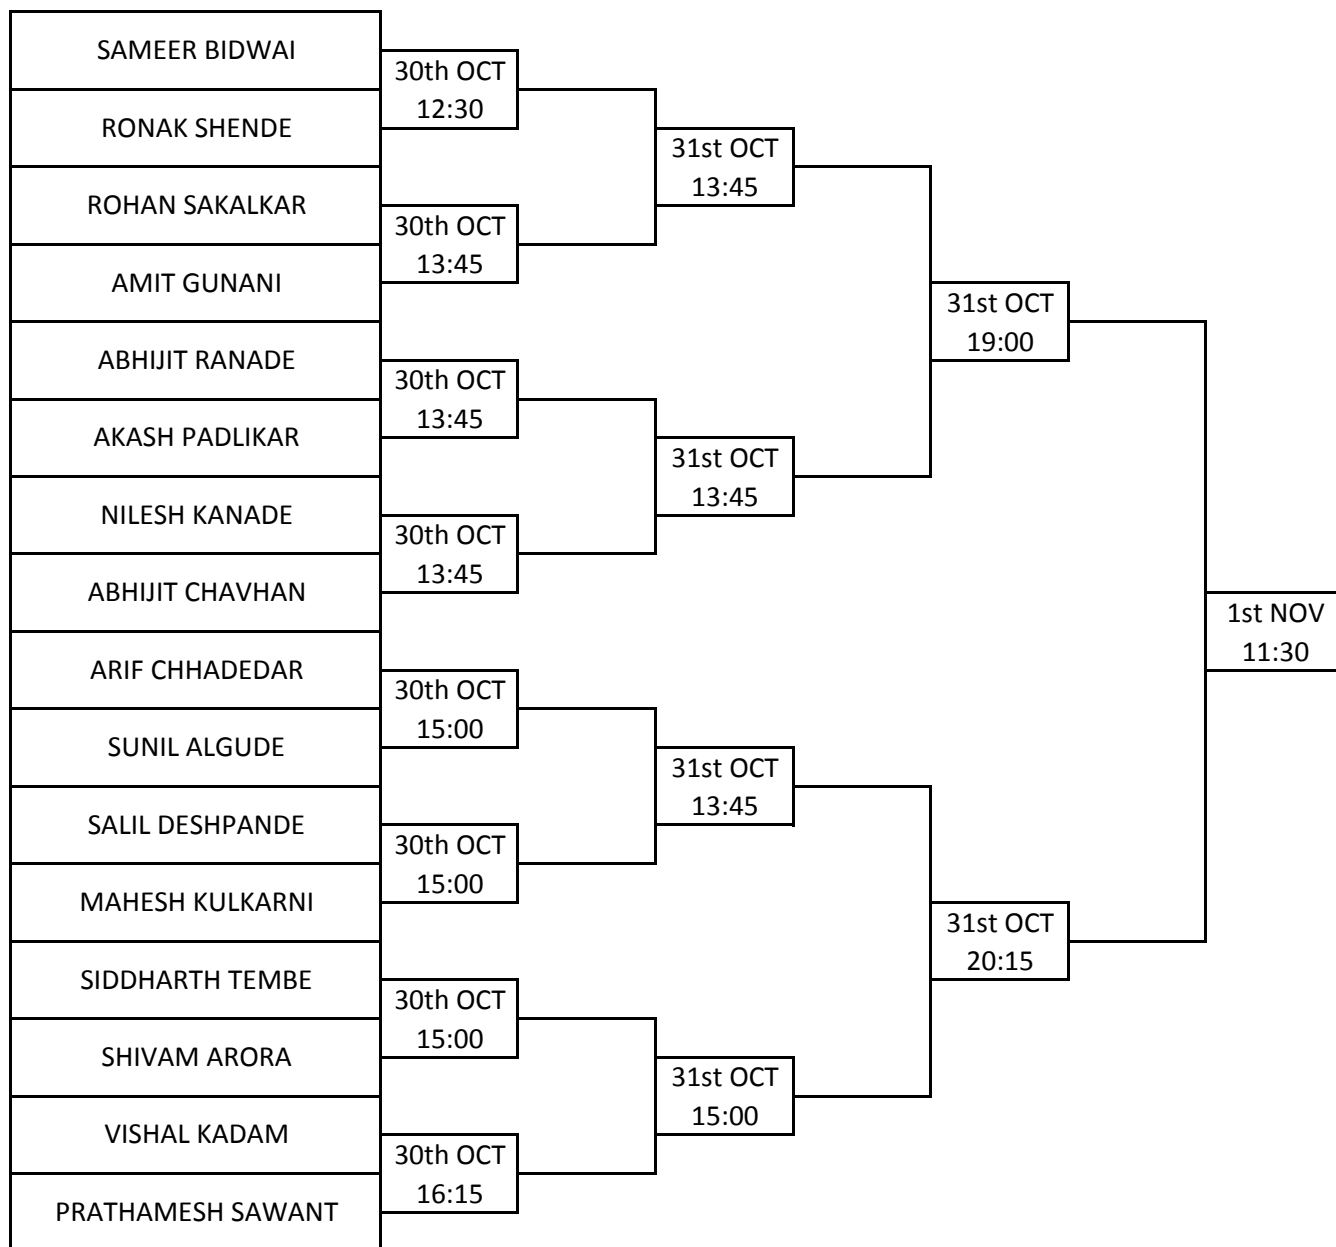 SAMEER BIDWAI
RONAK SHENDE
ROHAN SAKALKAR
AMIT GUNANI
ABHIJIT RANADE
AKASH PADLIKAR
NILESH KANADE
ABHIJIT CHAVHAN
ARIF CHHADEDAR
SUNIL ALGUDE
SALIL DESHPANDE
MAHESH KULKARNI
SIDDHARTH TEMBE
SHIVAM ARORA
VISHAL KADAM
PRATHAMESH SAWANT
30th OCT
12:30
30th OCT
13:45
30th OCT
13:45
30th OCT
13:45
30th OCT
15:00
30th OCT
15:00
30th OCT
15:00
30th OCT
16:15
31st OCT
13:45
31st OCT
13:45
31st OCT
13:45
31st OCT
15:00
31st OCT
19:00
31st OCT
20:15
1st NOV
11:30